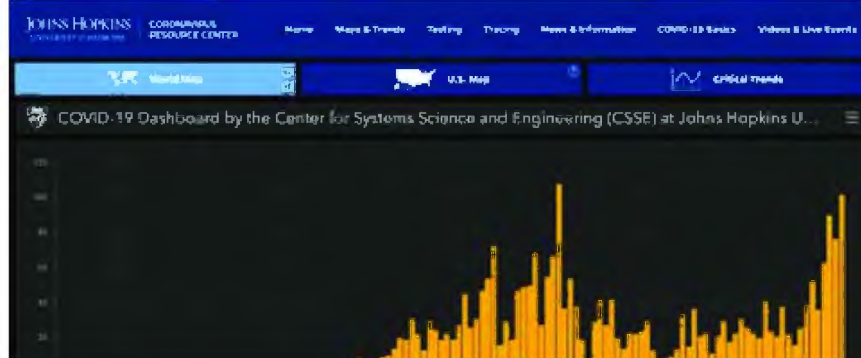 JOHNS HOPKINS
UNIVERSITY & MEDICINE
CORONAVIRUS
RESOURCE CENTER
Home Maps & Trends Testing Tracing News & Information COVID-19 Basics Videos & Live Events
World Map U.S. Map Critical Trends
COVID-19 Dashboard by the Center for Systems Science and Engineering (CSSE) at Johns Hopkins U...